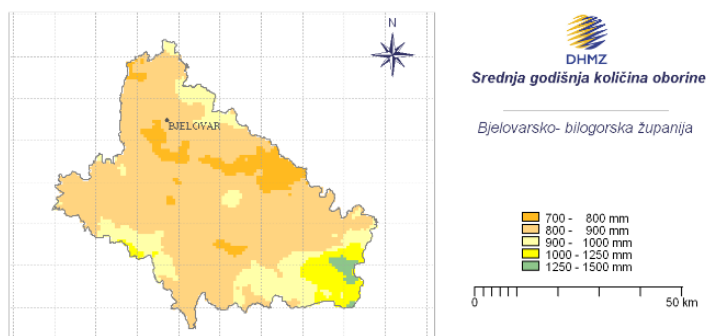 N
BJELOVAR
DHMZ
Srednja godišnja količina oborine
Bjelovarsko- bilogorska županija
700 - 800 mm
800 - 900 mm
900 - 1000 mm
1000 - 1250 mm
1250 - 1500 mm
0 50 km